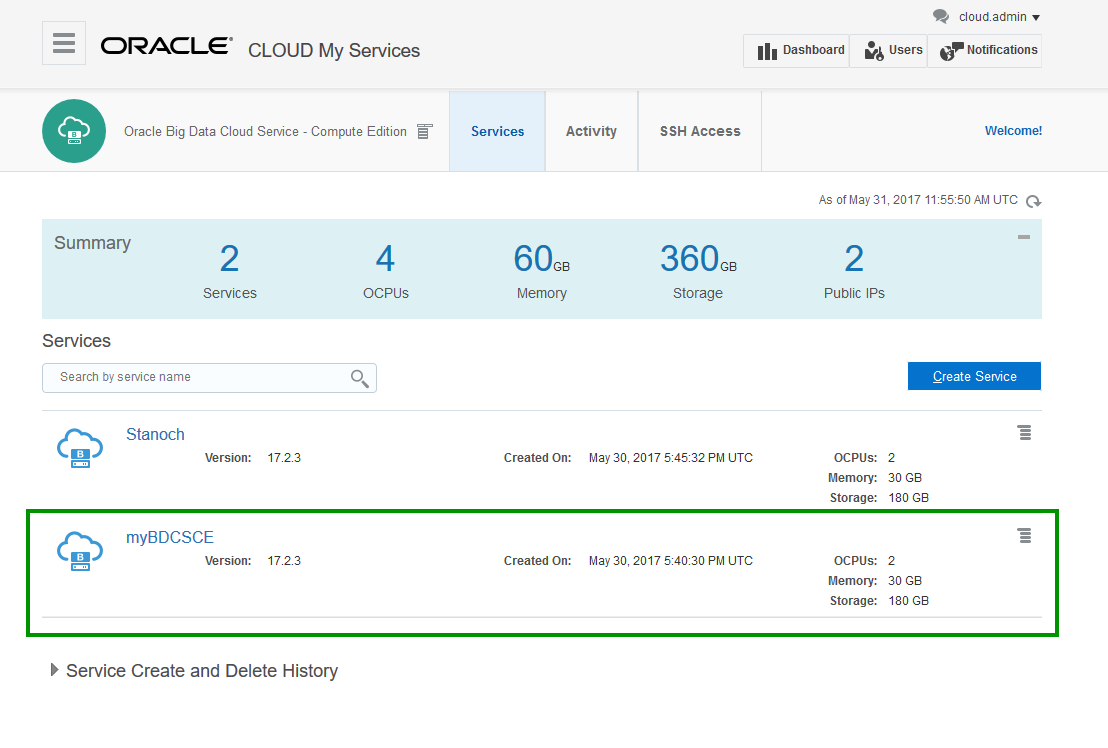 cloud.admin
ORACLE® CLOUD My Services
Dashboard Users Notifications
Oracle Big Data Cloud Service - Compute Edition
Services Activity SSH Access
Welcome!
As of May 31, 2017 11:55:50 AM UTC
Summary
2 4 60GB 360GB 2
Services OCPUs Memory Storage Public IPs
Services
Search by service name
Create Service
Stanoch
B
Version: 17.2.3 Created On: May 30, 2017 5:45:32 PM UTC OCPUs: 2
Memory: 30 GB
Storage: 180 GB
myBDCSCE
B
Version: 17.2.3 Created On: May 30, 2017 5:40:30 PM UTC OCPUs: 2
Memory: 30 GB
Storage: 180 GB
Service Create and Delete History